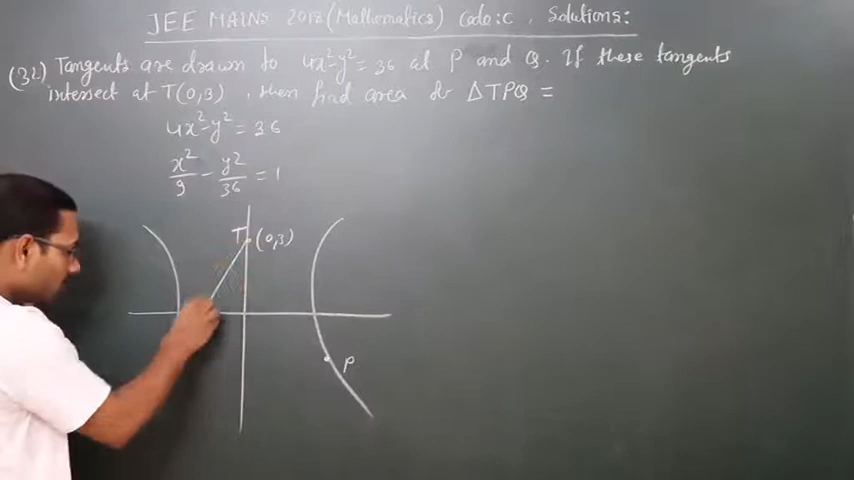 JEE MAINS 2018 (Mathematics) Code: C, Solutions:
(32) Tangents are drawn to 4x²-y² = 36 at P and Q. If these tangents
intersect at T(0,3), then find area of ΔTPQ =
4x²-y² = 36
x²/9 - y²/36 = 1
T (0,3)
P